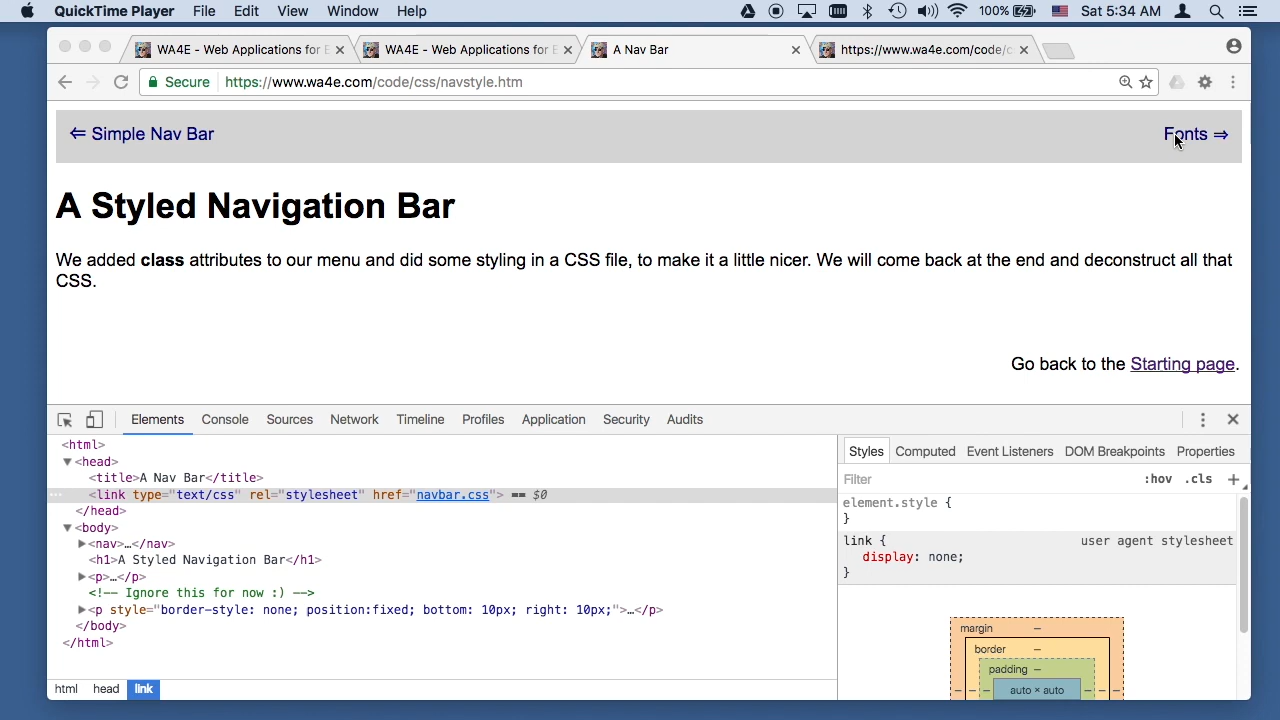 QuickTime Player File Edit View Window Help 100% Sat 5:34 AM
WA4E - Web Applications for E
WA4E - Web Applications for E
A Nav Bar
https://www.wa4e.com/code/c
Secure https://www.wa4e.com/code/css/navstyle.htm
⇐ Simple Nav Bar
Fonts ⇒
A Styled Navigation Bar
We added class attributes to our menu and did some styling in a CSS file, to make it a little nicer. We will come back at the end and deconstruct all that
CSS.
Go back to the Starting page.
Elements Console Sources Network Timeline Profiles Application Security Audits
<html>
▼<head>
<title>A Nav Bar</title>
<link type="text/css" rel="stylesheet" href="navbar.css"> == $0
</head>
▼<body>
▶<nav>…</nav>
<h1>A Styled Navigation Bar</h1>
▶<p>…</p>
<!-- Ignore this for now :) -->
▶<p style="border-style: none; position:fixed; bottom: 10px; right: 10px;">…</p>
</body>
</html>
html head link
Styles Computed Event Listeners DOM Breakpoints Properties
Filter :hov .cls +
element.style {
}
link { user agent stylesheet
display: none;
}
margin –
border –
padding –
– – auto × auto – –